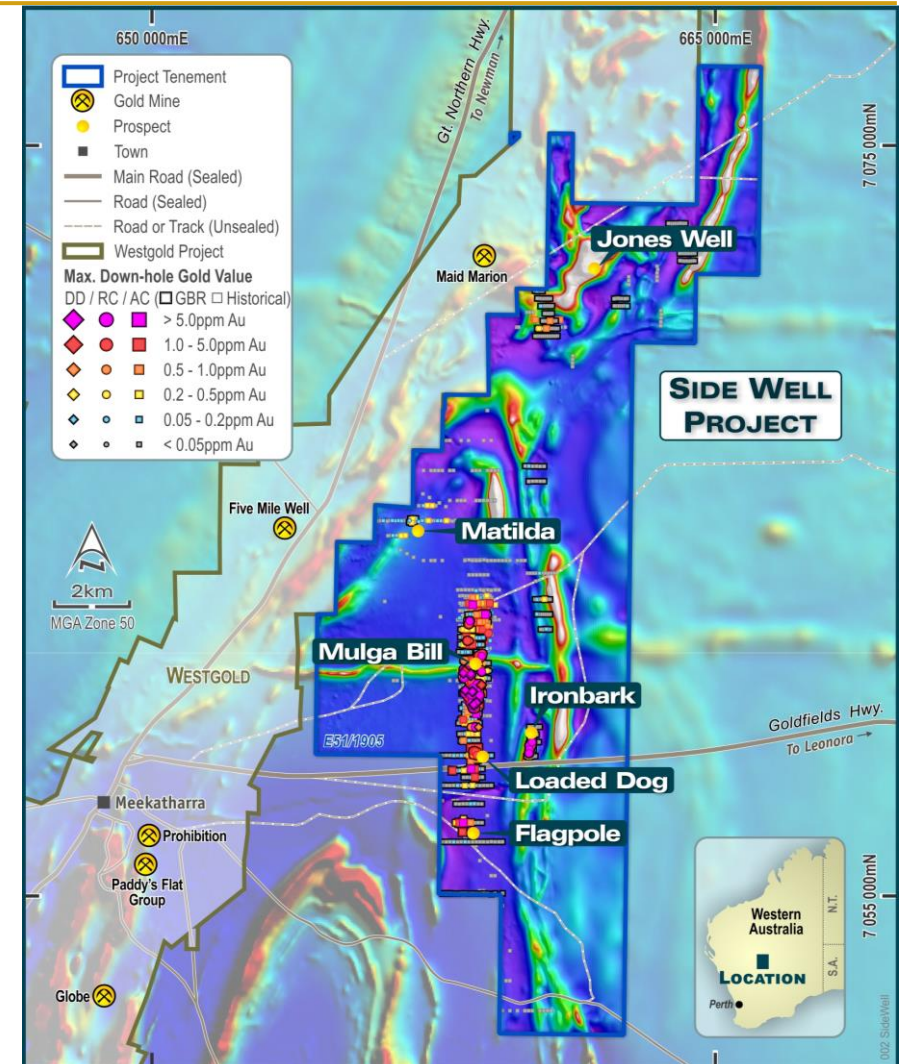 650 000mE
665 000mE
Project Tenement
Gold Mine
Prospect
Town
Main Road (Sealed)
Road (Sealed)
Road or Track (Unsealed)
Westgold Project
Max. Down-hole Gold Value
DD / RC / AC (□ GBR □ Historical)
> 5.0ppm Au
1.0 - 5.0ppm Au
0.5 - 1.0ppm Au
0.2 - 0.5ppm Au
0.05 - 0.2ppm Au
< 0.05ppm Au
Gt. Northern Hwy.
To Newman →
7 075 000mN
Jones Well
Maid Marion
SIDE WELL
PROJECT
Five Mile Well
Matilda
2km
MGA Zone 50
Mulga Bill
WESTGOLD
Ironbark
E51/1905
Goldfields Hwy.
To Leonora →
Loaded Dog
Meekatharra
Flagpole
Prohibition
Paddy's Flat
Group
7 055 000mN
Western
Australia
N.T.
S.A.
LOCATION
Perth
Globe
002 SideWell